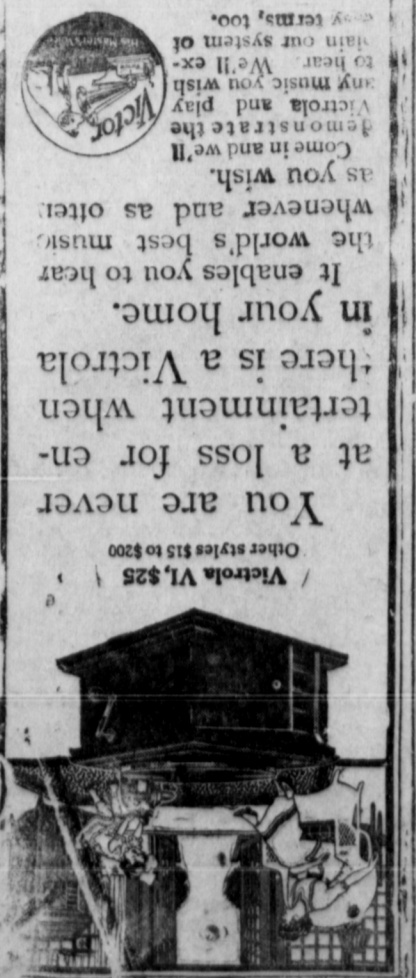 Victrola VI, $25
Other styles $15 to $200
You are never
at a loss for en-
tertainment when
there is a Victrola
in your home.
It enables you to hear
the world's best music
whenever and as often
as you wish.
Come in and we'll
demonstrate the
Victrola and play
any music you wish
to hear. We'll ex-
plain our system of
easy terms, too.
Victor
His Master's Voice